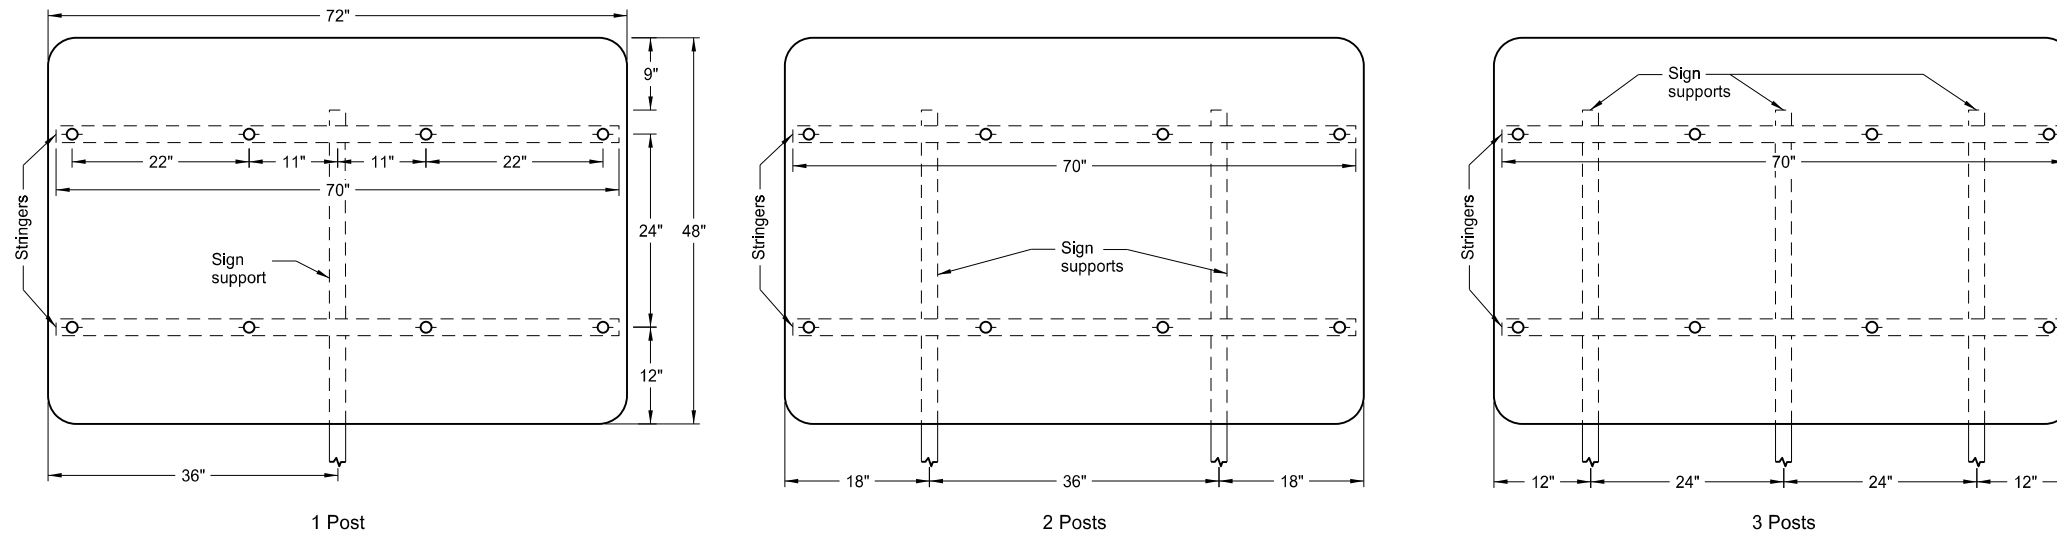 72"
9"
22"
11"
11"
22"
70"
24"
48"
Stringers
Sign
support
12"
36"
1 Post
70"
Stringers
Sign
supports
18"
36"
18"
2 Posts
Sign
supports
70"
Stringers
12"
24"
24"
12"
3 Posts